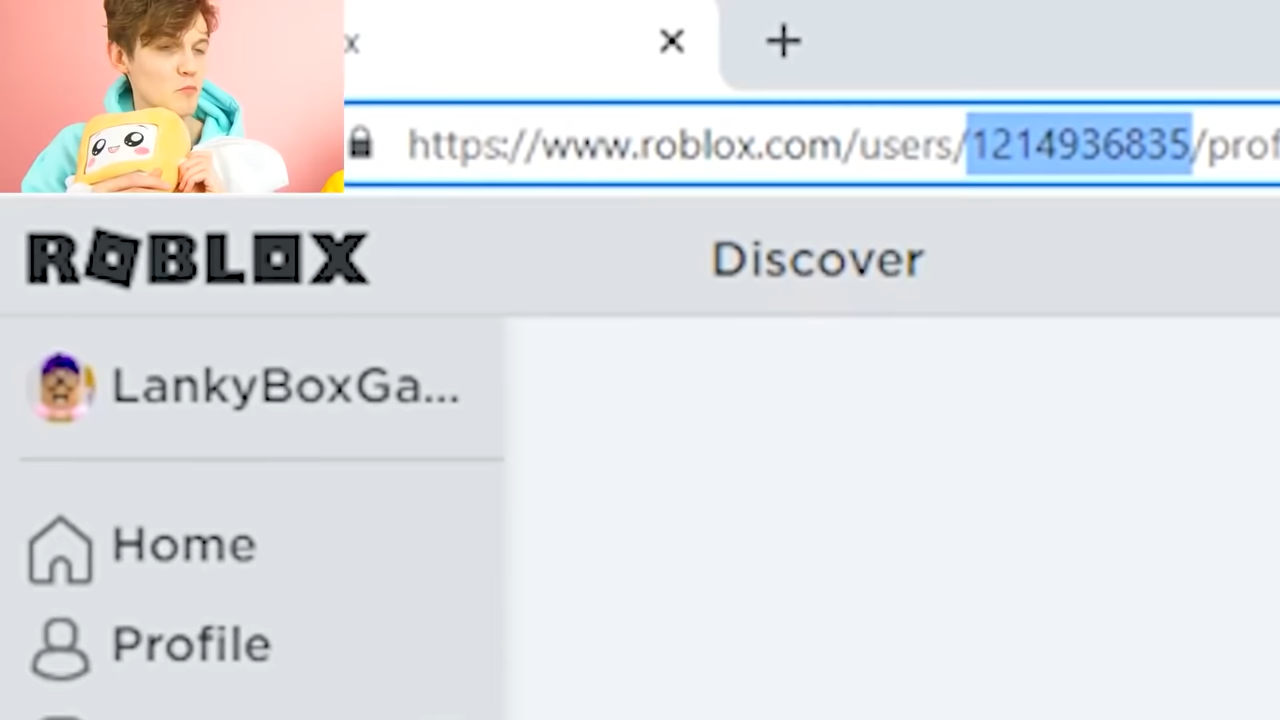 x
https://www.roblox.com/users/1214936835/prof
ROBLOX
Discover
LankyBoxGa...
Home
Profile